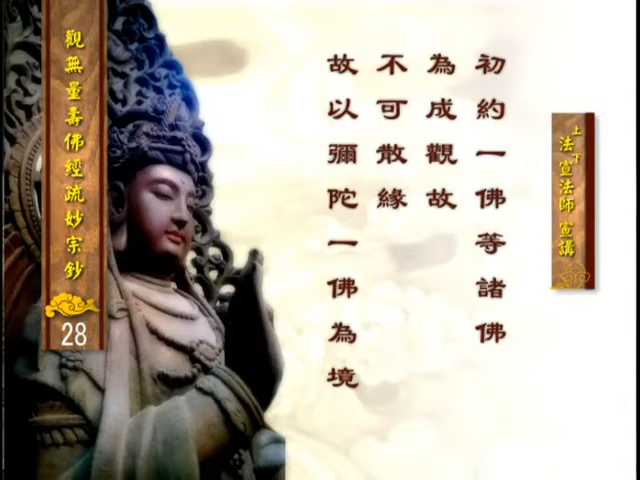 觀無量壽佛經疏妙宗鈔
28
初約一佛等諸佛
為成觀故
不可散緣
故以彌陀一佛為境
上法下宣法師 宣講